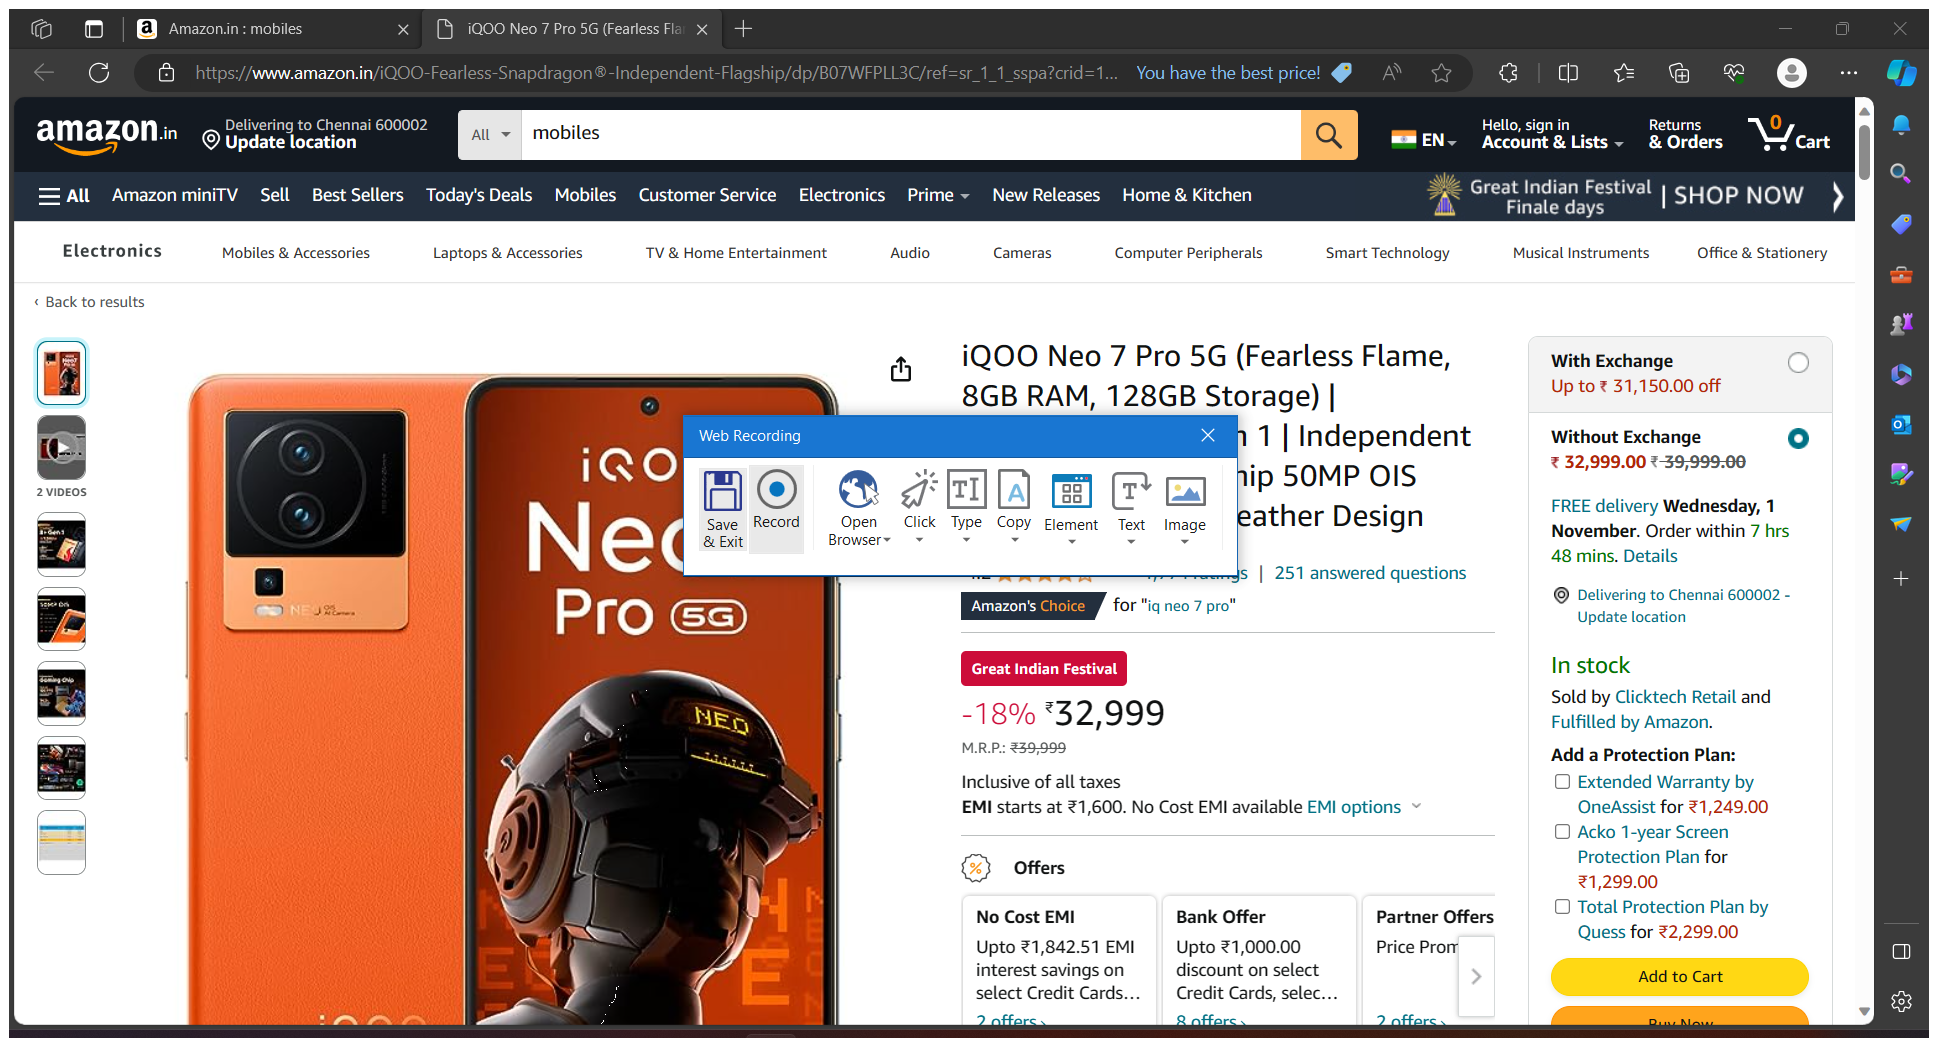 Amazon.in : mobiles
iQOO Neo 7 Pro 5G (Fearless Fla
https://www.amazon.in/iQOO-Fearless-Snapdragon®-Independent-Flagship/dp/B07WFPLL3C/ref=sr_1_1_sspa?crid=1...
You have the best price!
amazon.in
Delivering to Chennai 600002
Update location
All
mobiles
EN
Hello, sign in
Account & Lists
Returns
& Orders
0
Cart
All
Amazon miniTV
Sell
Best Sellers
Today's Deals
Mobiles
Customer Service
Electronics
Prime
New Releases
Home & Kitchen
Great Indian Festival
Finale days
SHOP NOW
Electronics
Mobiles & Accessories
Laptops & Accessories
TV & Home Entertainment
Audio
Cameras
Computer Peripherals
Smart Technology
Musical Instruments
Office & Stationery
‹ Back to results
2 VIDEOS
iQOO
Neo
Pro 5G
NEO
NEO
iQOO Neo 7 Pro 5G (Fearless Flame,
8GB RAM, 128GB Storage) |
1 | Independent
50MP OIS
Design
Web Recording
Save
& Exit
Record
Open
Browser
Click
Type
Copy
Element
Text
Image
251 answered questions
Amazon's Choice
for "iq neo 7 pro"
Great Indian Festival
-18% ₹32,999
M.R.P.: ₹39,999
Inclusive of all taxes
EMI starts at ₹1,600. No Cost EMI available EMI options
Offers
No Cost EMI
Upto ₹1,842.51 EMI
interest savings on
select Credit Cards...
2 offers ›
Bank Offer
Upto ₹1,000.00
discount on select
Credit Cards, selec...
8 offers ›
Partner Offers
Price Prom
2 offers ›
With Exchange
Up to ₹ 31,150.00 off
Without Exchange
₹ 32,999.00 ₹ 39,999.00
FREE delivery Wednesday, 1
November. Order within 7 hrs
48 mins. Details
Delivering to Chennai 600002 -
Update location
In stock
Sold by Clicktech Retail and
Fulfilled by Amazon.
Add a Protection Plan:
Extended Warranty by
OneAssist for ₹1,249.00
Acko 1-year Screen
Protection Plan for
₹1,299.00
Total Protection Plan by
Quess for ₹2,299.00
Add to Cart
Buy Now